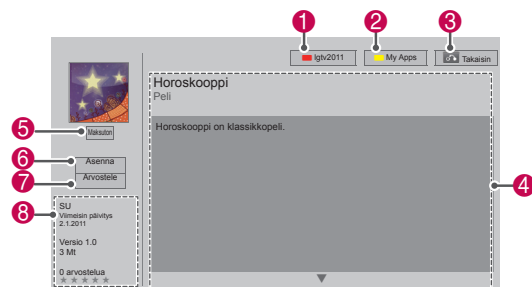 1 2 3
lgtv2011 My Apps Takaisin
Horoskooppi
Peli
5 Maksuton
Horoskooppi on klassikkopeli.
6 Asenna
7 Arvostele
4
8 SU
Viimeisin päivitys
2.1.2011
Versio 1.0
3 Mt
0 arvostelua